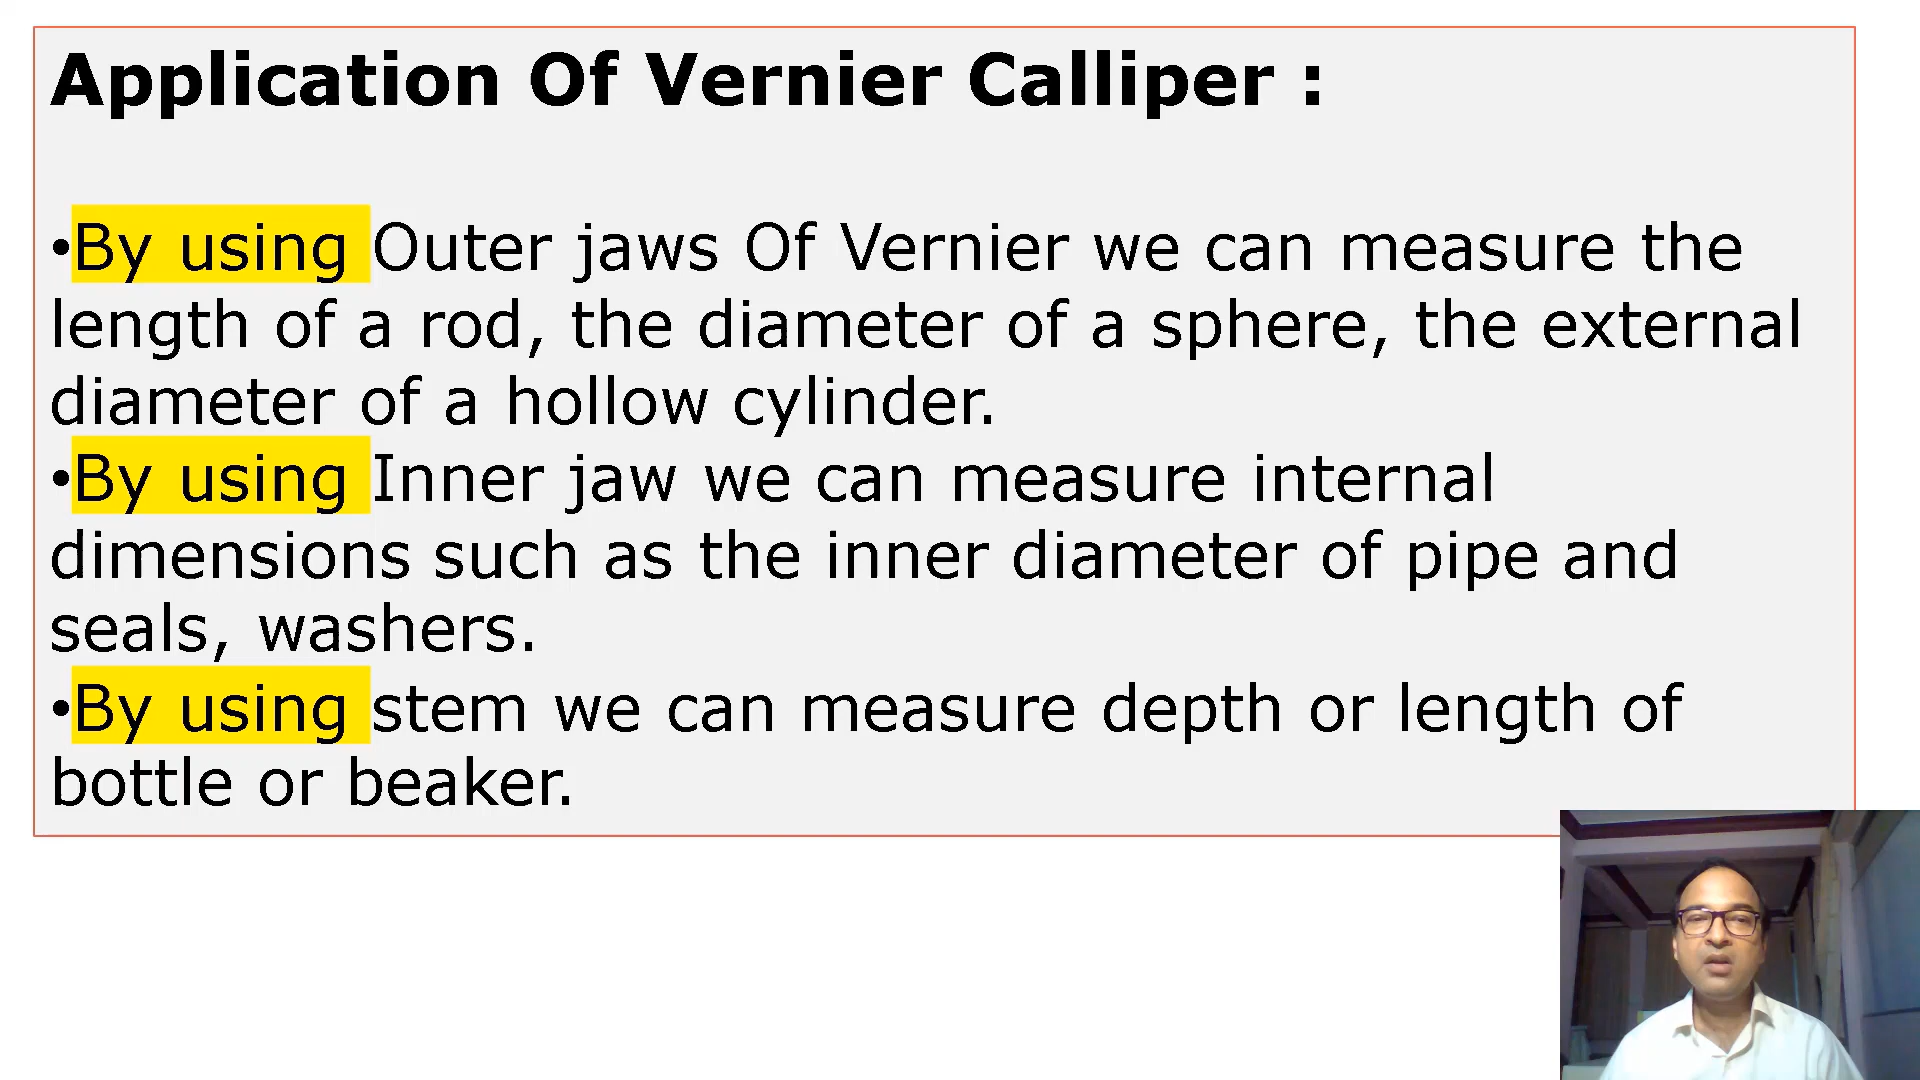 Application Of Vernier Calliper :
•By using Outer jaws Of Vernier we can measure the
length of a rod, the diameter of a sphere, the external
diameter of a hollow cylinder.
•By using Inner jaw we can measure internal
dimensions such as the inner diameter of pipe and
seals, washers.
•By using stem we can measure depth or length of
bottle or beaker.